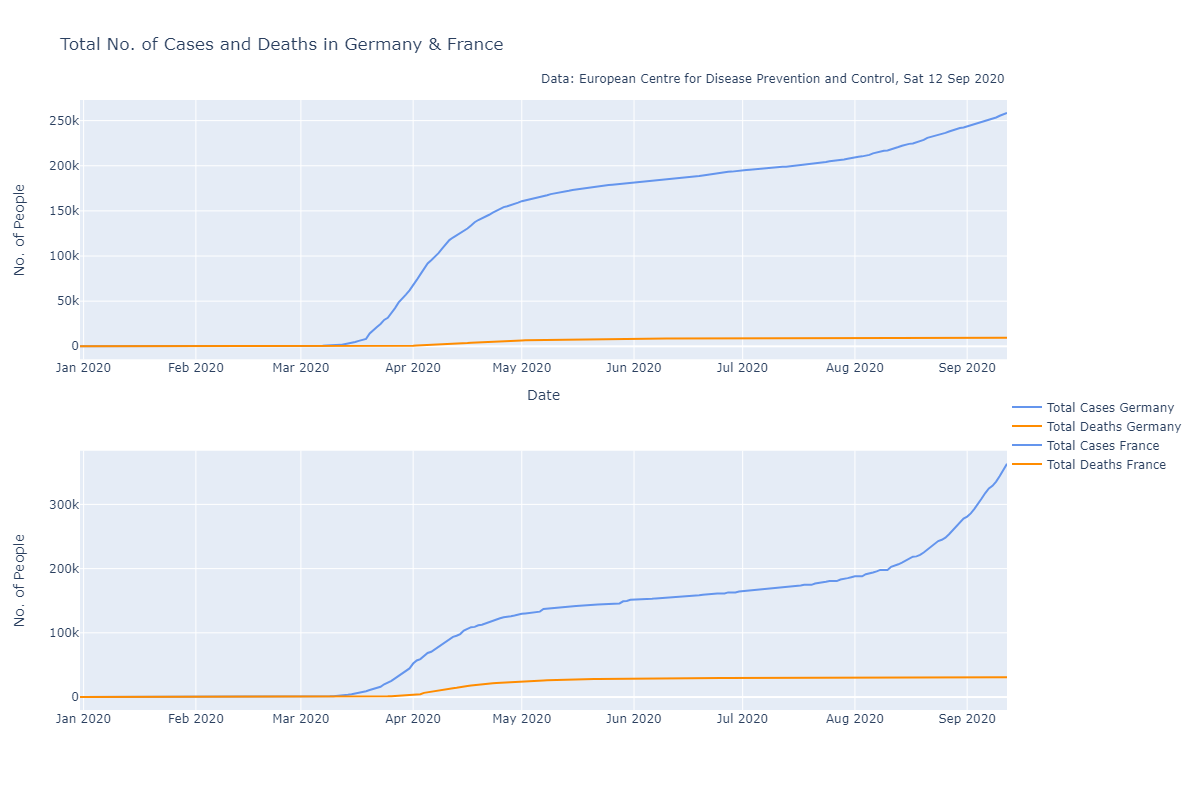 Total No. of Cases and Deaths in Germany & France
Data: European Centre for Disease Prevention and Control, Sat 12 Sep 2020
250k
200k
150k
100k
50k
0
No. of People
Jan 2020 Feb 2020 Mar 2020 Apr 2020 May 2020 Jun 2020 Jul 2020 Aug 2020 Sep 2020
Date
Total Cases Germany
Total Deaths Germany
Total Cases France
Total Deaths France
300k
200k
100k
0
No. of People
Jan 2020 Feb 2020 Mar 2020 Apr 2020 May 2020 Jun 2020 Jul 2020 Aug 2020 Sep 2020